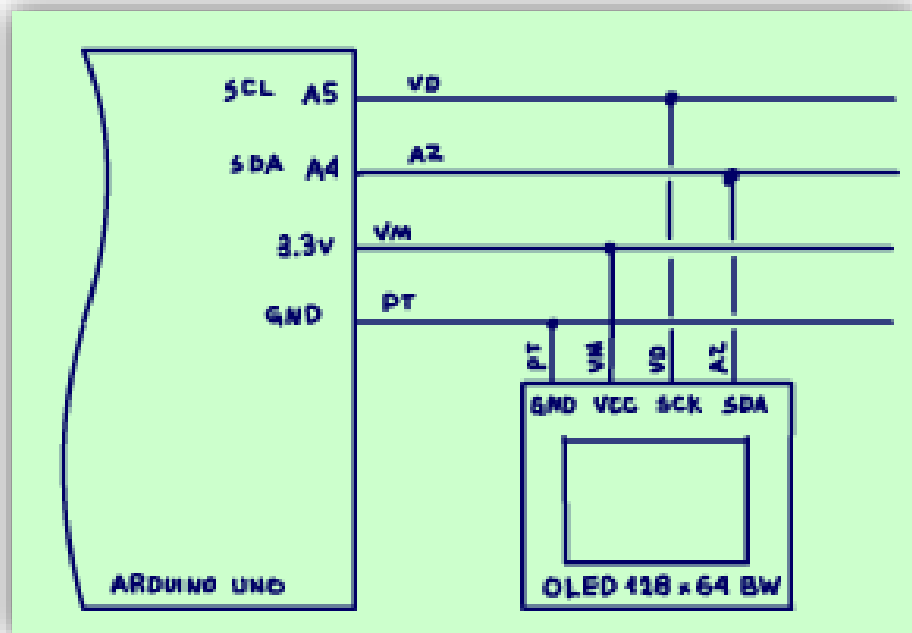 SCL A5 VD
SDA A4 AZ
3.3V VM
GND PT
PT VM VD AZ
GND VCC SCK SDA
ARDUINO UNO
OLED 128 x 64 BW